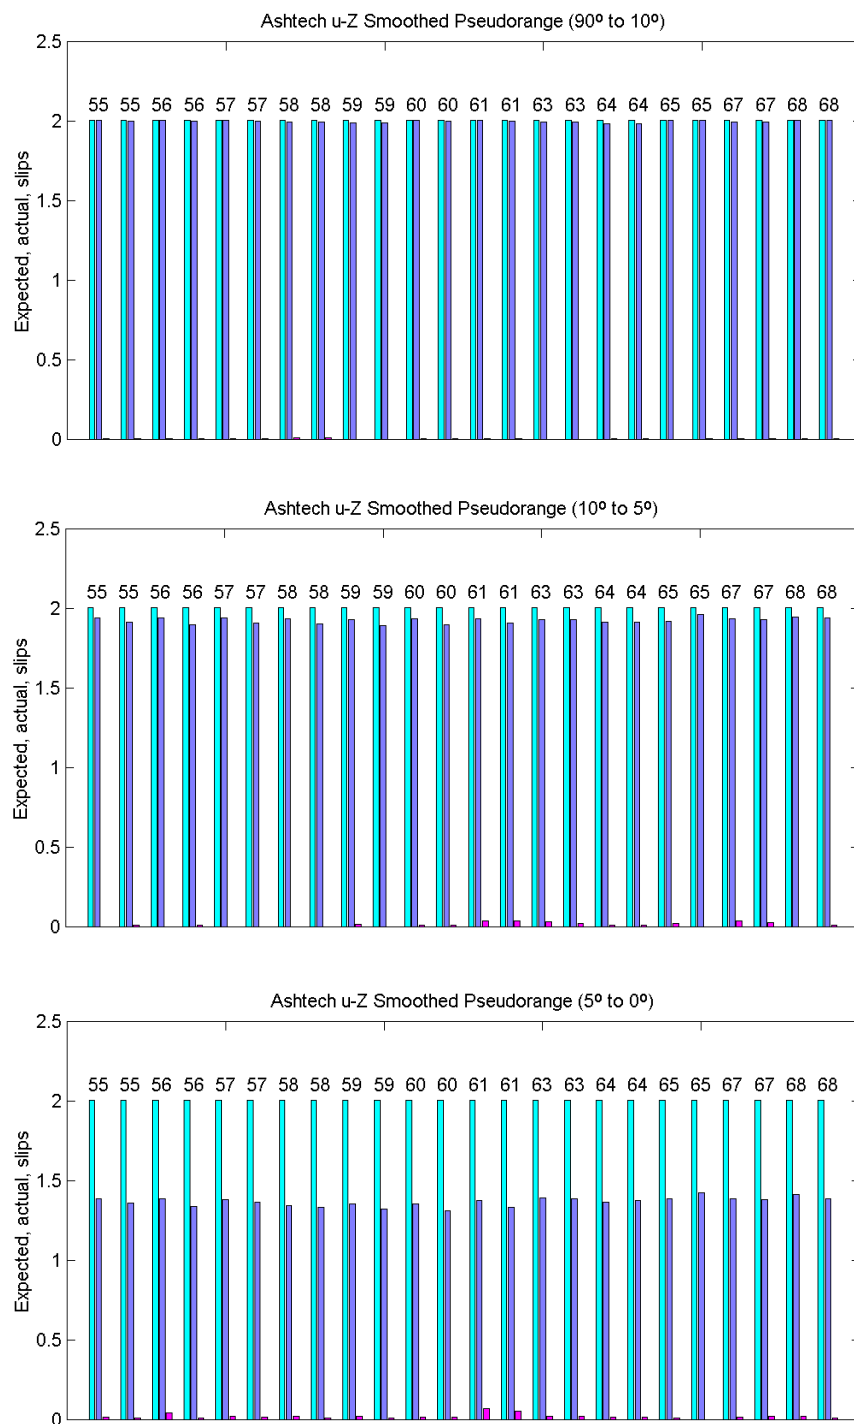 Ashtech u-Z Smoothed Pseudorange (90º to 10º)
2.5
55 55 56 56 57 57 58 58 59 59 60 60 61 61 63 63 64 64 65 65 67 67 68 68
2
1.5
Expected, actual, slips
1
0.5
0
Ashtech u-Z Smoothed Pseudorange (10º to 5º)
2.5
55 55 56 56 57 57 58 58 59 59 60 60 61 61 63 63 64 64 65 65 67 67 68 68
2
1.5
Expected, actual, slips
1
0.5
0
Ashtech u-Z Smoothed Pseudorange (5º to 0º)
2.5
55 55 56 56 57 57 58 58 59 59 60 60 61 61 63 63 64 64 65 65 67 67 68 68
2
1.5
Expected, actual, slips
1
0.5
0